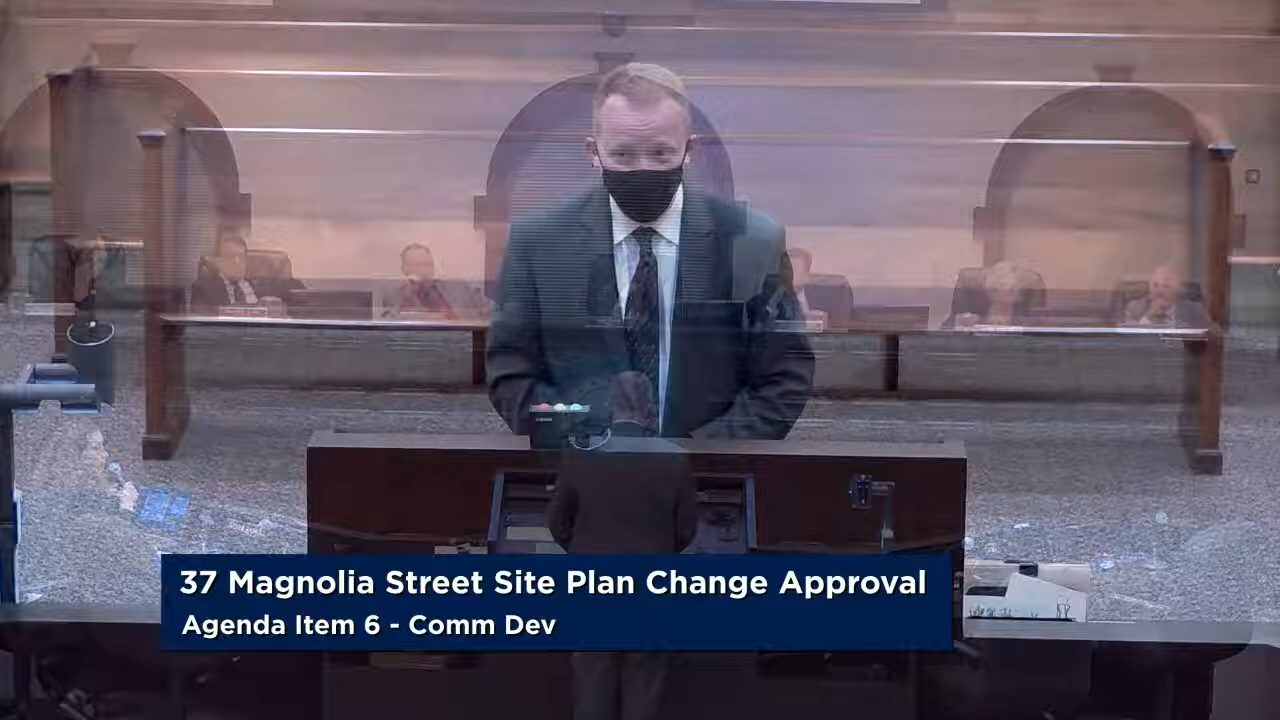 37 Magnolia Street Site Plan Change Approval
Agenda Item 6 - Comm Dev